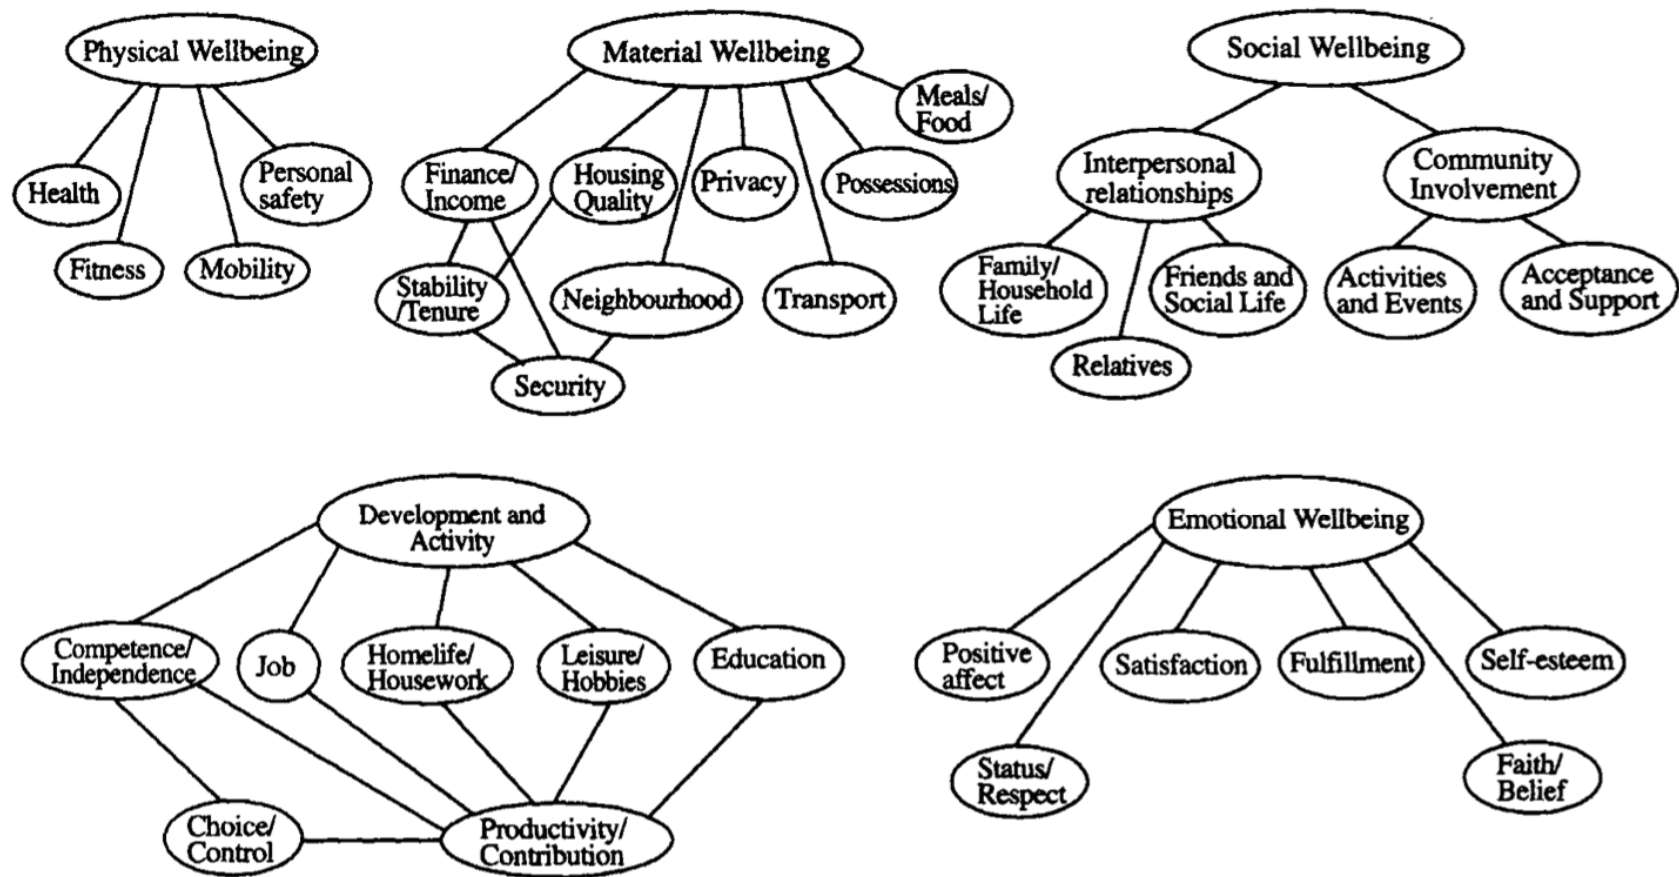 Physical Wellbeing
Health
Fitness
Mobility
Personal
safety
Material Wellbeing
Meals/
Food
Finance/
Income
Housing
Quality
Privacy
Possessions
Stability
/Tenure
Neighbourhood
Transport
Security
Social Wellbeing
Interpersonal
relationships
Community
Involvement
Family/
Household
Life
Relatives
Friends and
Social Life
Activities
and Events
Acceptance
and Support
Development and
Activity
Competence/
Independence
Job
Homelife/
Housework
Leisure/
Hobbies
Education
Choice/
Control
Productivity/
Contribution
Emotional Wellbeing
Positive
affect
Satisfaction
Fulfillment
Self-esteem
Status/
Respect
Faith/
Belief